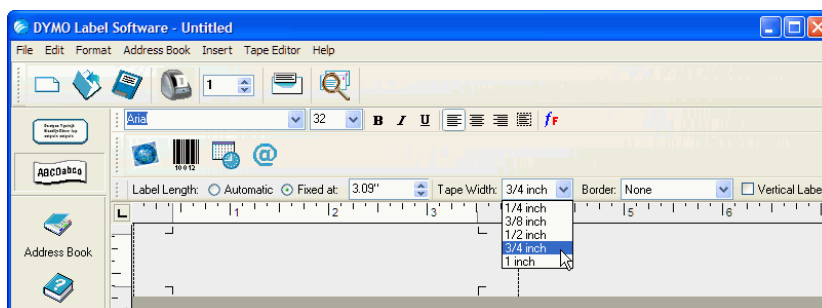 DYMO Label Software - Untitled
File Edit Format Address Book Insert Tape Editor Help
1
Arial 32 B I U
10012
ABCDabco
Label Length: Automatic Fixed at: 3.09" Tape Width: 3/4 inch Border: None Vertical Labe
1 2 3 5 6
1/4 inch
3/8 inch
1/2 inch
3/4 inch
1 inch
Address Book